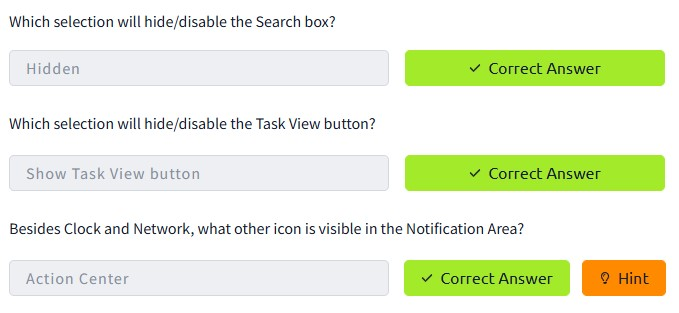 Which selection will hide/disable the Search box?
Hidden
Correct Answer
Which selection will hide/disable the Task View button?
Show Task View button
Correct Answer
Besides Clock and Network, what other icon is visible in the Notification Area?
Action Center
Correct Answer
Hint